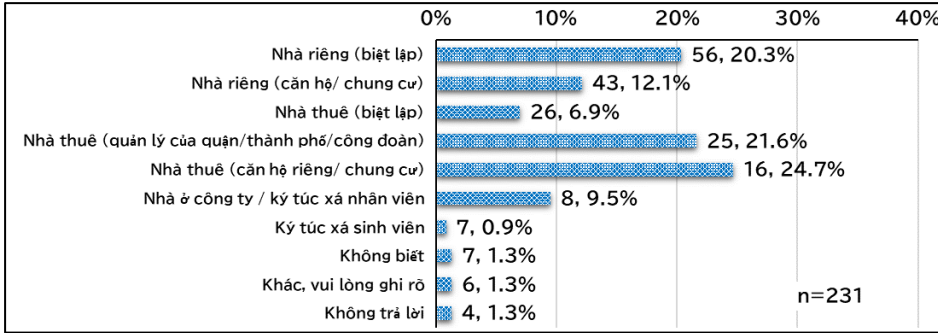 0% 10% 20% 30% 40%
Nhà riêng (biệt lập) 56, 20.3%
Nhà riêng (căn hộ/ chung cư) 43, 12.1%
Nhà thuê (biệt lập) 26, 6.9%
Nhà thuê (quản lý của quận/thành phố/công đoàn) 25, 21.6%
Nhà thuê (căn hộ riêng/ chung cư) 16, 24.7%
Nhà ở công ty / ký túc xá nhân viên 8, 9.5%
Ký túc xá sinh viên 7, 0.9%
Không biết 7, 1.3%
Khác, vui lòng ghi rõ 6, 1.3%
n=231
Không trả lời 4, 1.3%